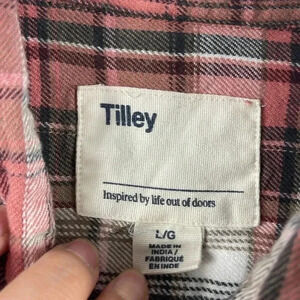 Tilley
Inspired by life out of doors
L/G
MADE IN
INDIA/
FABRIQUÉ
EN INDE